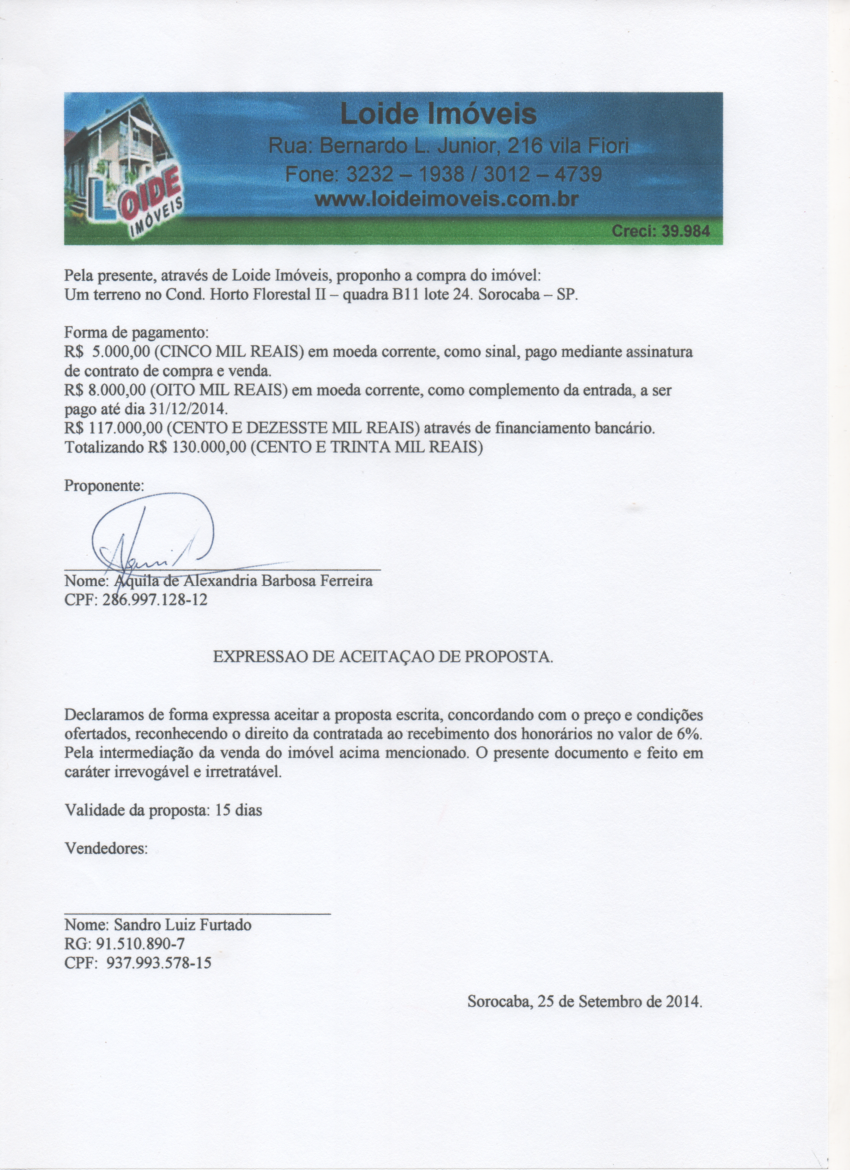 Loide Imóveis
Rua: Bernardo L. Junior, 216 vila Fiori
Fone: 3232 – 1938 / 3012 – 4739
www.loideimoveis.com.br
LOIDE
IMÓVEIS
Creci: 39.984
Pela presente, através de Loide Imóveis, proponho a compra do imóvel:
Um terreno no Cond. Horto Florestal II – quadra B11 lote 24. Sorocaba – SP.
Forma de pagamento:
R$ 5.000,00 (CINCO MIL REAIS) em moeda corrente, como sinal, pago mediante assinatura
de contrato de compra e venda.
R$ 8.000,00 (OITO MIL REAIS) em moeda corrente, como complemento da entrada, a ser
pago até dia 31/12/2014.
R$ 117.000,00 (CENTO E DEZESSTE MIL REAIS) através de financiamento bancário.
Totalizando R$ 130.000,00 (CENTO E TRINTA MIL REAIS)
Proponente:
Nome: Aquila de Alexandria Barbosa Ferreira
CPF: 286.997.128-12
EXPRESSAO DE ACEITAÇAO DE PROPOSTA.
Declaramos de forma expressa aceitar a proposta escrita, concordando com o preço e condições
ofertados, reconhecendo o direito da contratada ao recebimento dos honorários no valor de 6%.
Pela intermediação da venda do imóvel acima mencionado. O presente documento e feito em
caráter irrevogável e irretratável.
Validade da proposta: 15 dias
Vendedores:
Nome: Sandro Luiz Furtado
RG: 91.510.890-7
CPF: 937.993.578-15
Sorocaba, 25 de Setembro de 2014.